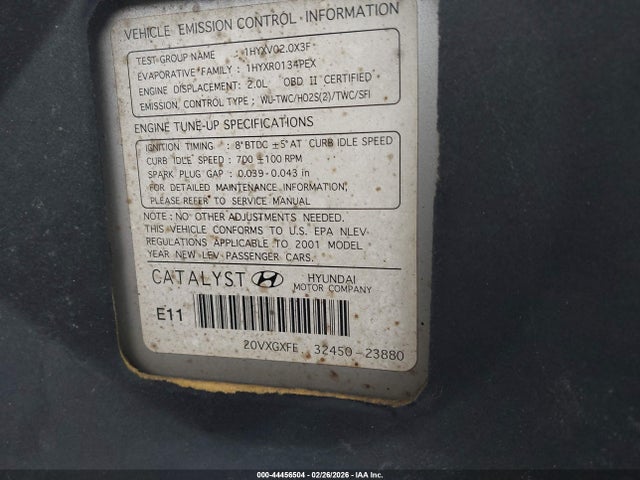 VEHICLE EMISSION CONTROL INFORMATION
TEST GROUP NAME : 1HYXV02.0X3F
EVAPORATIVE FAMILY : 1HYXR0134PEX
ENGINE DISPLACEMENT: 2.0L OBD II CERTIFIED
EMISSION, CONTROL TYPE ; WU-TWC/HO2S(2)/TWC/SFI
ENGINE TUNE-UP SPECIFICATIONS
IGNITION TIMING : 8°BTDC ±5°AT CURB IDLE SPEED
CURB IDLE SPEED : 700 ±100 RPM
SPARK PLUG GAP : 0.039-0.043 in
FOR DETAILED MAINTENANCE INFORMATION,
PLEASE REFER TO SERVICE MANUAL
NOTE : NO OTHER ADJUSTMENTS NEEDED.
THIS VEHICLE CONFORMS TO U.S. EPA NLEV
REGULATIONS APPLICABLE TO 2001 MODEL
YEAR NEW LEV PASSENGER CARS.
CATALYST HYUNDAI
MOTOR COMPANY
E11
20VXGXFE 32450-23880
000-44456504 | 02/26/2026 | IAA Inc.